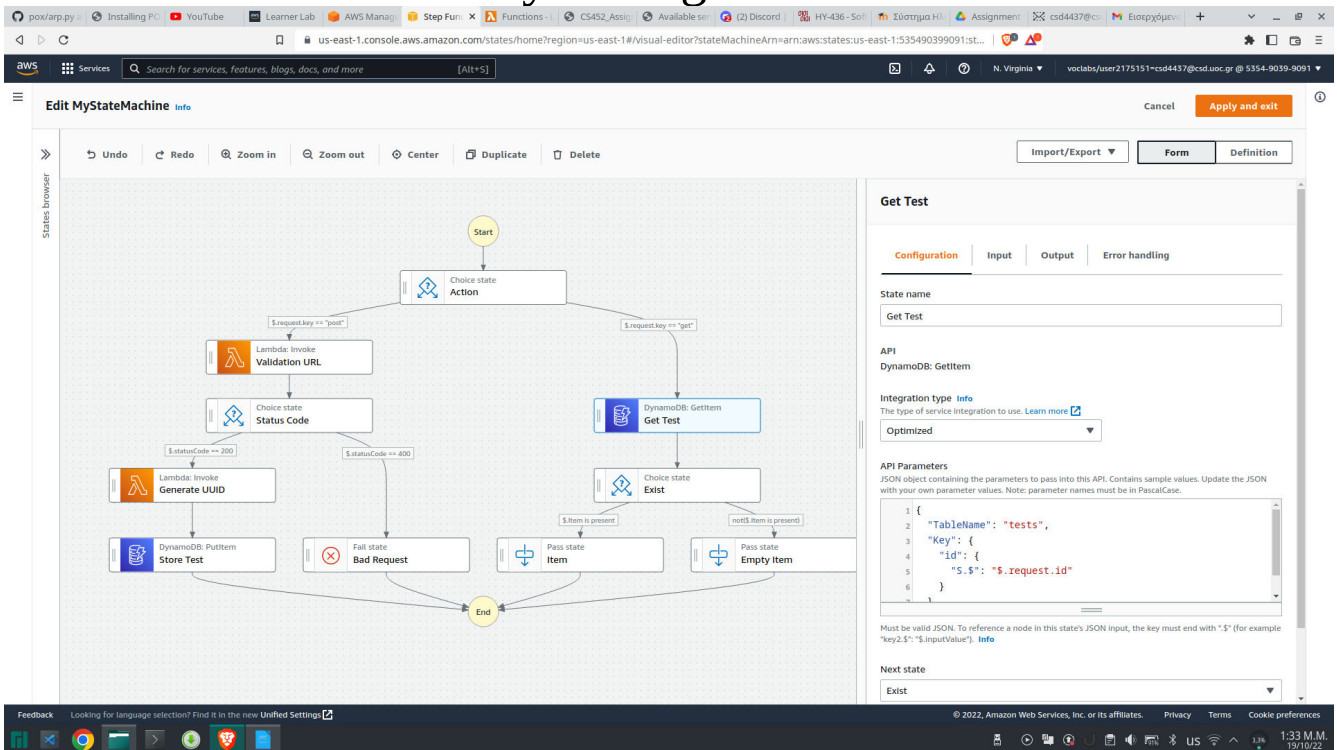 pox/arp.py a
Installing PO
YouTube
Learner Lab
AWS Manag
Step Fun
Functions - L
CS452_Assig
Available ser
(2) Discord |
HY-436 - Sof
Σύστημα Ηλ
Assignment
csd4437@cs
Εισερχόμενα
us-east-1.console.aws.amazon.com/states/home?region=us-east-1#/visual-editor?stateMachineArn=arn:aws:states:us-east-1:535490399091:st...
aws
Services
Search for services, features, blogs, docs, and more
[Alt+S]
N. Virginia
voclabs/user2175151=csd4437@csd.uoc.gr @ 5354-9039-9091
Edit MyStateMachine Info
Cancel
Apply and exit
Undo
Redo
Zoom in
Zoom out
Center
Duplicate
Delete
Import/Export
Form
Definition
States browser
Start
Choice state
Action
$.request.key == "post"
$.request.key == "get"
Lambda: Invoke
Validation URL
Choice state
Status Code
DynamoDB: GetItem
Get Test
$.statusCode == 200
$.statusCode == 400
Lambda: Invoke
Generate UUID
Choice state
Exist
$.Item is present
not($.Item is present)
DynamoDB: PutItem
Store Test
Fail state
Bad Request
Pass state
Item
Pass state
Empty Item
End
Get Test
Configuration
Input
Output
Error handling
State name
Get Test
API
DynamoDB: GetItem
Integration type Info
The type of service integration to use. Learn more
Optimized
API Parameters
JSON object containing the parameters to pass into this API. Contains sample values. Update the JSON
with your own parameter values. Note: parameter names must be in PascalCase.
1 {
2 "TableName": "tests",
3 "Key": {
4 "id": {
5 "S.$": "$.request.id"
6 }
7 }
Must be valid JSON. To reference a node in this state's JSON input, the key must end with ".$" (for example
"key2.$": "$.inputValue"). Info
Next state
Exist
Feedback
Looking for language selection? Find it in the new Unified Settings
© 2022, Amazon Web Services, Inc. or its affiliates.
Privacy
Terms
Cookie preferences
US
1:33 M.M.
19/10/22